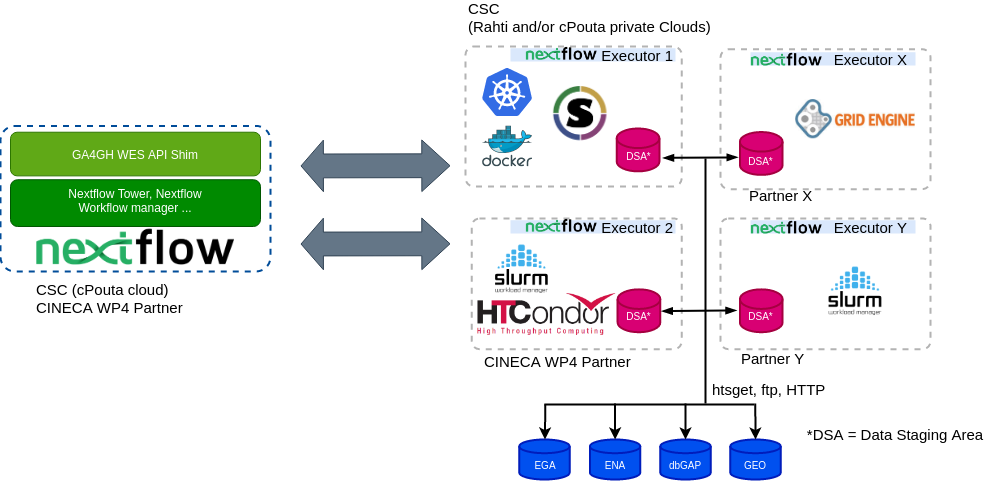 CSC
(Rahti and/or cPouta private Clouds)
nextflow Executor 1
docker
S
DSA*
nextflow Executor X
GRID ENGINE
DSA*
Partner X
GA4GH WES API Shim
Nextflow Tower, Nextflow
Workflow manager ...
nextflow
CSC (cPouta cloud)
CINECA WP4 Partner
nextflow Executor 2
slurm
workload manager
HTCondor
High Throughput Computing
DSA*
CINECA WP4 Partner
nextflow Executor Y
slurm
workload manager
DSA*
Partner Y
htsget, ftp, HTTP
*DSA = Data Staging Area
EGA
ENA
dbGAP
GEO